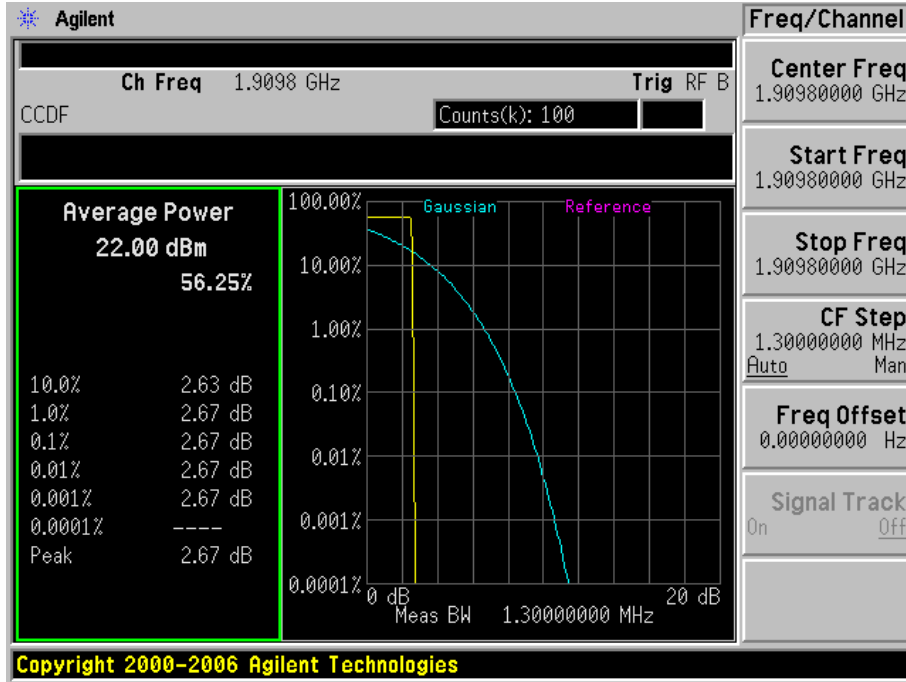 Agilent
Freq/Channel
Ch Freq 1.9098 GHz
Trig RF B
CCDF
Counts(k): 100
Average Power
22.00 dBm
56.25%
10.0% 2.63 dB
1.0% 2.67 dB
0.1% 2.67 dB
0.01% 2.67 dB
0.001% 2.67 dB
0.0001% ----
Peak 2.67 dB
100.00%
10.00%
1.00%
0.10%
0.01%
0.001%
0.0001%
Gaussian
Reference
0 dB
20 dB
Meas BW 1.30000000 MHz
Center Freq
1.90980000 GHz
Start Freq
1.90980000 GHz
Stop Freq
1.90980000 GHz
CF Step
1.30000000 MHz
Auto Man
Freq Offset
0.00000000 Hz
Signal Track
On Off
Copyright 2000-2006 Agilent Technologies